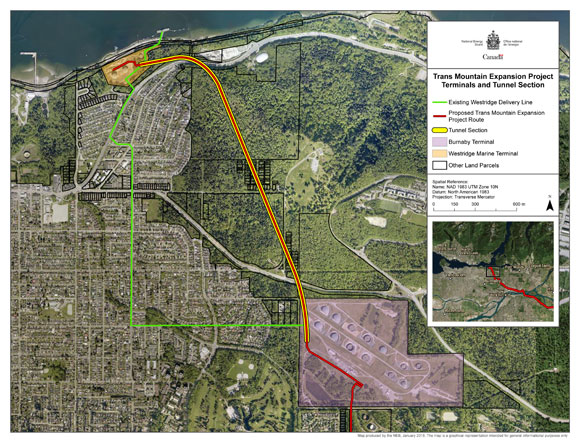 National Energy Board
Office national de l'énergie
Canada
Trans Mountain Expansion Project
Terminals and Tunnel Section
Existing Westridge Delivery Line
Proposed Trans Mountain Expansion
Project Route
Tunnel Section
Burnaby Terminal
Westridge Marine Terminal
Other Land Parcels
Spatial Reference:
Name: NAD 1983 UTM Zone 10N
Datum: North American 1983
Projection: Transverse Mercator
0 150 300 600 m
N
Map produced by the NEB, January 2015. The map is a graphical representation intended for general informational purposes only.